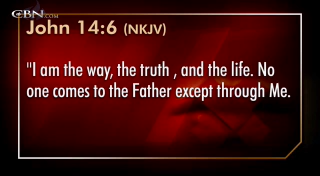 CBN.COM
John 14:6 (NKJV)
"I am the way, the truth , and the life. No
one comes to the Father except through Me.